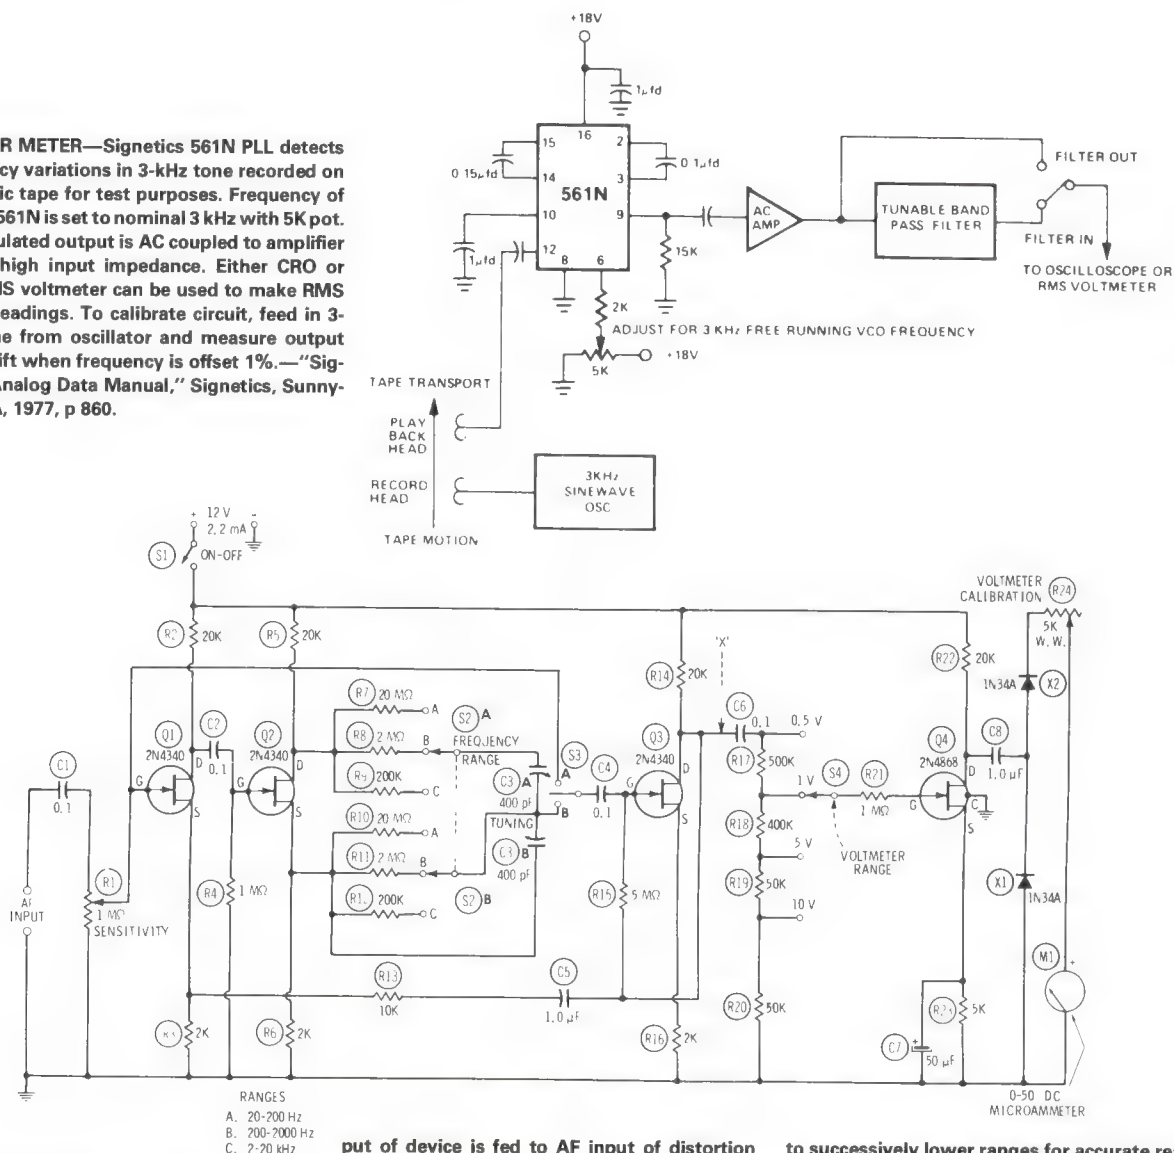 R METER—Signetics 561N PLL detects
cy variations in 3-kHz tone recorded on
ic tape for test purposes. Frequency of
561N is set to nominal 3 kHz with 5K pot.
ulated output is AC coupled to amplifier
high input impedance. Either CRO or
IS voltmeter can be used to make RMS
eadings. To calibrate circuit, feed in 3-
ne from oscillator and measure output
ift when frequency is offset 1%.—"Sig-
Analog Data Manual," Signetics, Sunny-
A, 1977, p 860.
+18V
1µfd
16
15
14
0 15µfd
10
12
1µfd
561N
2
3
0 1µfd
9
8
6
15K
2K
AC
AMP
TUNABLE BAND
PASS FILTER
FILTER OUT
FILTER IN
TO OSCILLOSCOPE OR
RMS VOLTMETER
ADJUST FOR 3 KHz FREE RUNNING VCO FREQUENCY
+18V
5K
TAPE TRANSPORT
PLAY
BACK
HEAD
RECORD
HEAD
3KHz
SINEWAVE
OSC
TAPE MOTION
+ 12 V -
2,2 mA
S1
ON-OFF
R2
20K
R5
20K
R14
20K
'X'
R22
20K
VOLTMETER
CALIBRATION
R24
5K
W.W.
1N34A
X2
R7
20 MΩ
A
R8
2 MΩ
B
R9
200K
C
S2 A
FREQUENCY
RANGE
C3 A
400 pF
TUNING
S3
A
B
C4
0.1
Q1
2N4340
C2
0.1
Q2
2N4340
G
D
S
G
D
S
C1
0.1
R1
1 MΩ
SENSITIVITY
AF
INPUT
R4
1 MΩ
R10
20 MΩ
A
R11
2 MΩ
B
200K
C
S2 B
C3 B
400 pF
Q3
2N4340
G
D
S
C6
0.1
0.5 V
R17
500K
1 V
S4
R21
1 MΩ
Q4
2N4868
G
D
C
S
C8
1.0 µF
R18
400K
5 V
VOLTMETER
RANGE
R19
50K
10 V
R20
50K
R15
5 MΩ
X1
1N34A
M1
+
R13
10K
C5
1.0 µF
R3
2K
R6
2K
R16
2K
C7
+
50 µF
R23
5K
0-50 DC
MICROAMMETER
RANGES
A. 20-200 Hz
B. 200-2000 Hz
C. 2-20 kHz
put of device is fed to AF input of distortion
to successively lower ranges for accurate re